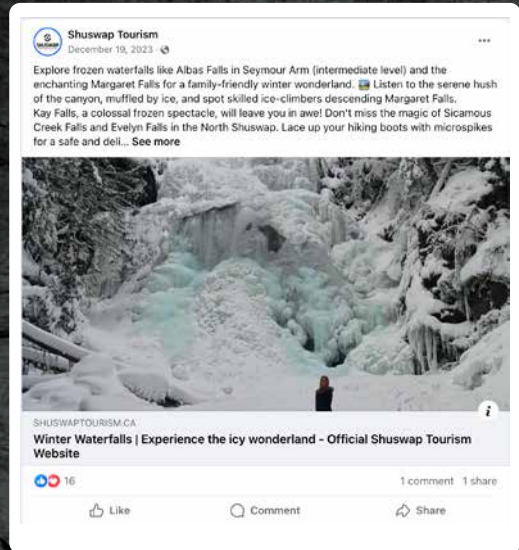 Shuswap Tourism
December 19, 2023 ·
Explore frozen waterfalls like Albas Falls in Seymour Arm (intermediate level) and the
enchanting Margaret Falls for a family-friendly winter wonderland. 🏞️ Listen to the serene hush
of the canyon, muffled by ice, and spot skilled ice-climbers descending Margaret Falls.
Kay Falls, a colossal frozen spectacle, will leave you in awe! Don't miss the magic of Sicamous
Creek Falls and Evelyn Falls in the North Shuswap. Lace up your hiking boots with microspikes
for a safe and deli... See more
i
SHUSWAPTOURISM.CA
Winter Waterfalls | Experience the icy wonderland - Official Shuswap Tourism
Website
16
1 comment 1 share
Like Comment Share